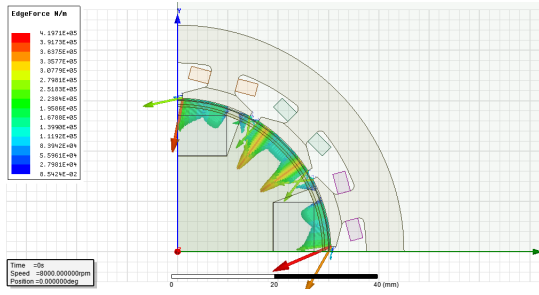 EdgeForce N/m
4.1971E+05
3.9173E+05
3.6375E+05
3.3577E+05
3.0779E+05
2.7981E+05
2.5183E+05
2.2384E+05
1.9586E+05
1.6788E+05
1.3990E+05
1.1192E+05
8.3942E+04
5.5961E+04
2.7981E+04
8.5424E-02
Y
Time =0s
Speed =8000.000000rpm
Position =0.000000deg
0 20 40 (mm)